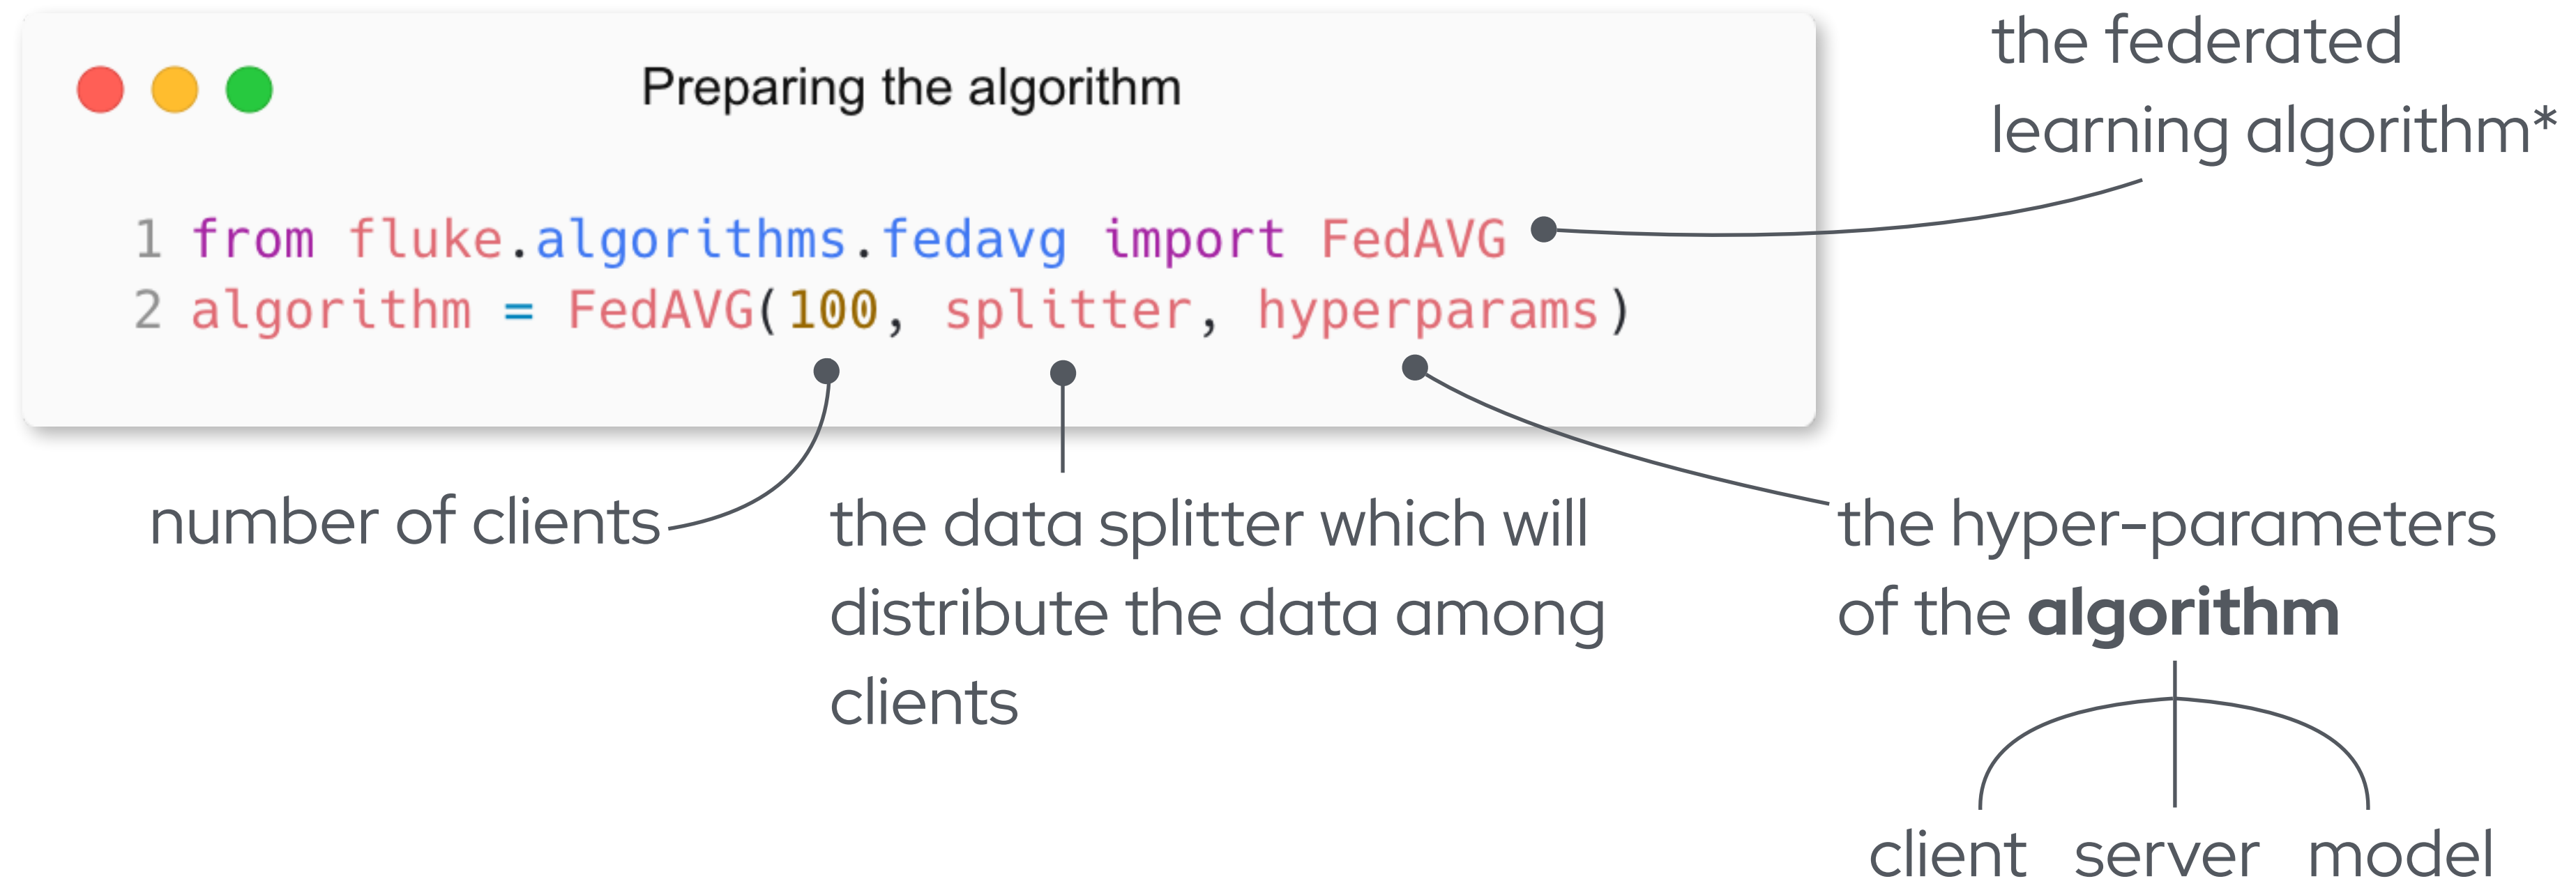 Preparing the algorithm
the federated
learning algorithm*
1 from fluke.algorithms.fedavg import FedAVG
2 algorithm = FedAVG(100, splitter, hyperparams)
number of clients
the data splitter which will
distribute the data among
clients
the hyper-parameters
of the algorithm
client server model